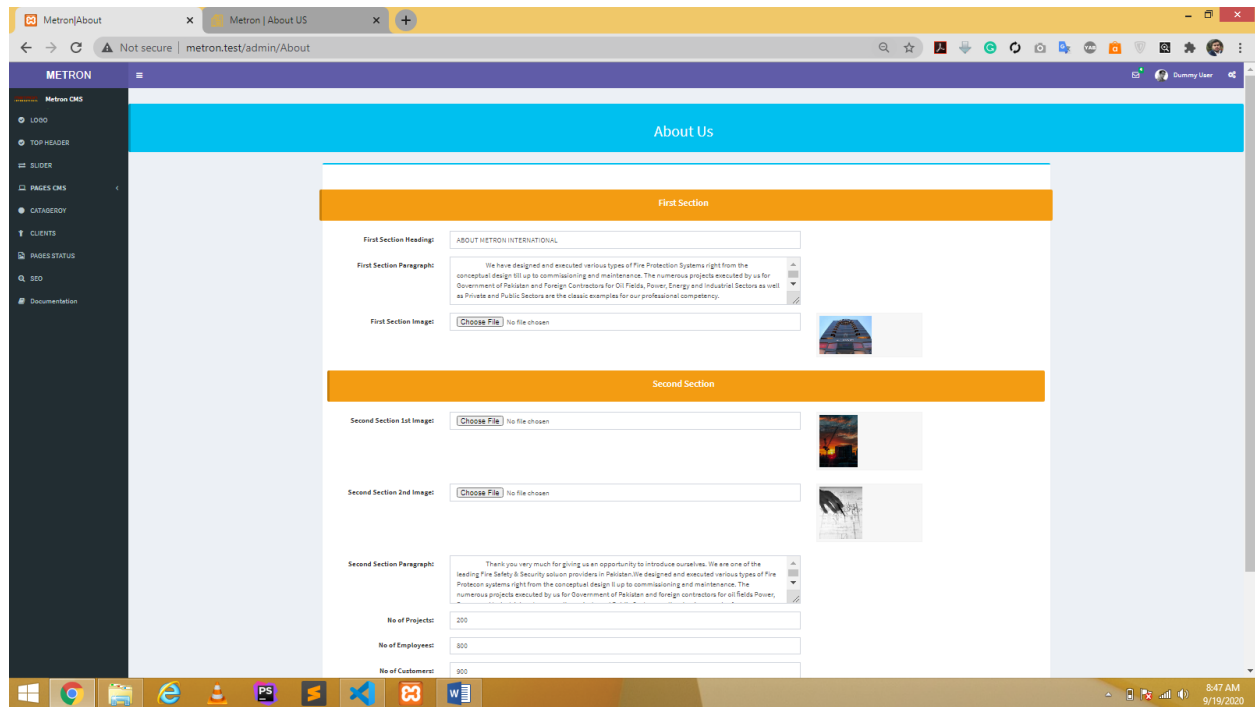 Metron|About
Metron | About US
Not secure | metron.test/admin/About
METRON
Dummy User
Metron CMS
LOGO
TOP HEADER
SLIDER
PAGES CMS
CATAGEROY
CLIENTS
PAGES STATUS
SEO
Documentation
About Us
First Section
First Section Heading:
ABOUT METRON INTERNATIONAL
First Section Paragraph:
We have designed and executed various types of Fire Protection Systems right from the
conceptual design till up to commissioning and maintenance. The numerous projects executed by us for
Government of Pakistan and Foreign Contractors for Oil Fields, Power, Energy and Industrial Sectors as well
as Private and Public Sectors are the classic examples for our professional competency.
First Section Image:
Choose File No file chosen
Second Section
Second Section 1st Image:
Choose File No file chosen
Second Section 2nd Image:
Choose File No file chosen
Second Section Paragraph:
Thank you very much for giving us an opportunity to introduce ourselves. We are one of the
leading Fire Safety & Security soluon providers in Pakistan.We designed and executed various types of Fire
Protecon systems right from the conceptual design ll up to commissioning and maintenance. The
numerous projects executed by us for Government of Pakistan and foreign contractors for oil fields Power,
No of Projects:
200
No of Employees:
800
No of Customers:
900
8:47 AM
9/19/2020